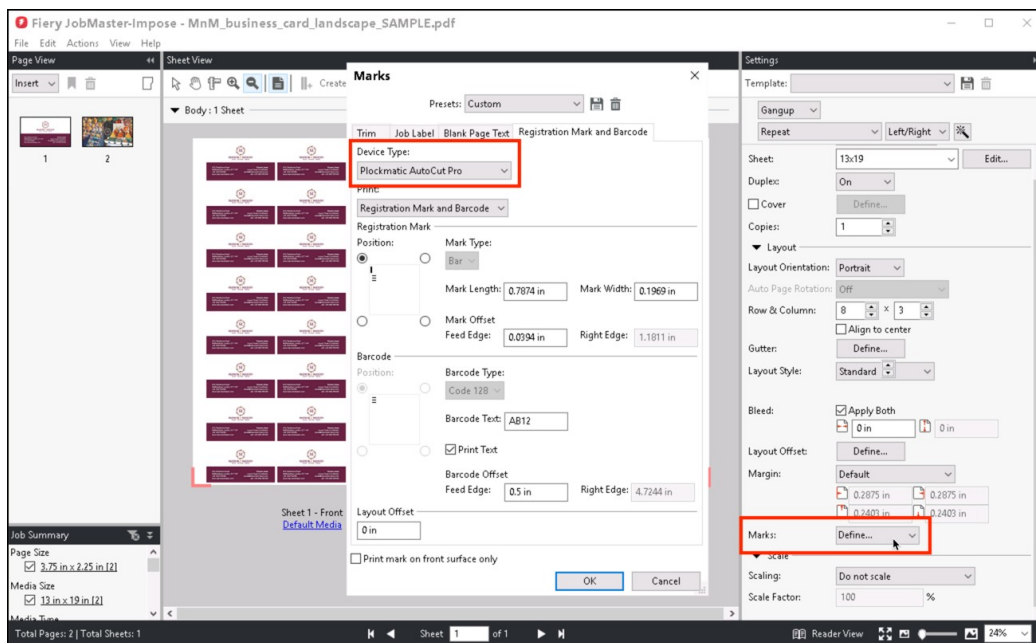 Fiery JobMaster-Impose - MnM_business_card_landscape_SAMPLE.pdf
File Edit Actions View Help
Page View
Insert
1 2
Sheet View
Create
Body : 1 Sheet
Sheet 1 - Front
Default Media
Marks
Presets: Custom
Trim Job Label Blank Page Text Registration Mark and Barcode
Device Type:
Plockmatic AutoCut Pro
Print:
Registration Mark and Barcode
Registration Mark
Position:
Mark Type:
Bar
Mark Length: 0.7874 in Mark Width: 0.1969 in
Mark Offset
Feed Edge: 0.0394 in Right Edge: 1.1811 in
Barcode
Position:
Barcode Type:
Code 128
Barcode Text: AB12
Print Text
Barcode Offset
Feed Edge: 0.5 in Right Edge: 4.7244 in
Layout Offset
0 in
Print mark on front surface only
OK Cancel
Settings
Template:
Gangup
Repeat Left/Right
Sheet: 13x19 Edit...
Duplex: On
Cover Define...
Copies: 1
Layout
Layout Orientation: Portrait
Auto Page Rotation: Off
Row & Column: 8 x 3
Align to center
Gutter: Define...
Layout Style: Standard
Bleed: Apply Both
0 in 0 in
Layout Offset: Define...
Margin: Default
0.2875 in 0.2875 in
0.2403 in 0.2403 in
Marks: Define...
Scale
Scaling: Do not scale
Scale Factor: 100 %
Job Summary
Page Size
3.75 in x 2.25 in [2]
Media Size
13 in x 19 in [2]
Media Type
Total Pages: 2 | Total Sheets: 1
Sheet 1 of 1
Reader View
24%